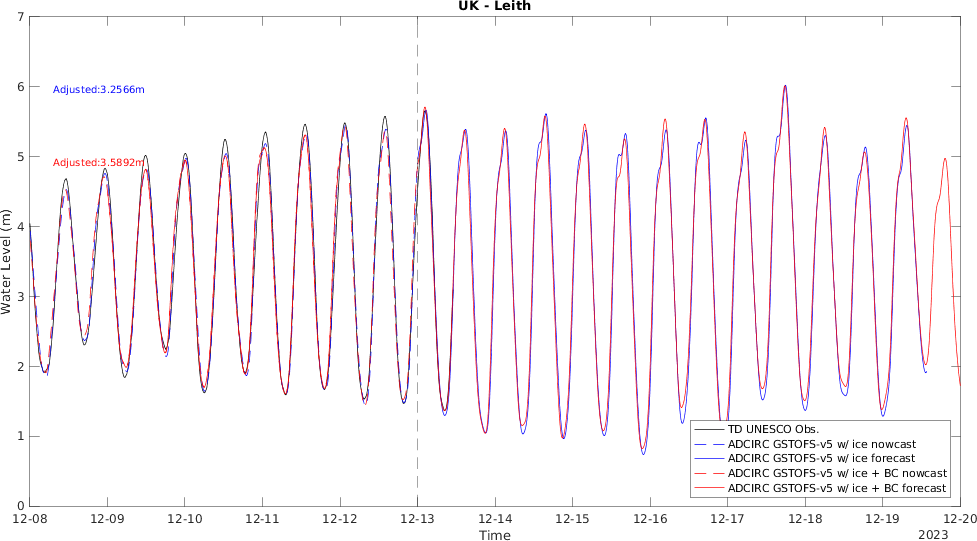 UK - Leith
7
6
5
4
3
2
1
0
Water Level (m)
Adjusted:3.2566m
Adjusted:3.5892m
TD UNESCO Obs.
ADCIRC GSTOFS-v5 w/ ice nowcast
ADCIRC GSTOFS-v5 w/ ice forecast
ADCIRC GSTOFS-v5 w/ ice + BC nowcast
ADCIRC GSTOFS-v5 w/ ice + BC forecast
12-08 12-09 12-10 12-11 12-12 12-13 12-14 12-15 12-16 12-17 12-18 12-19 12-20
Time
2023